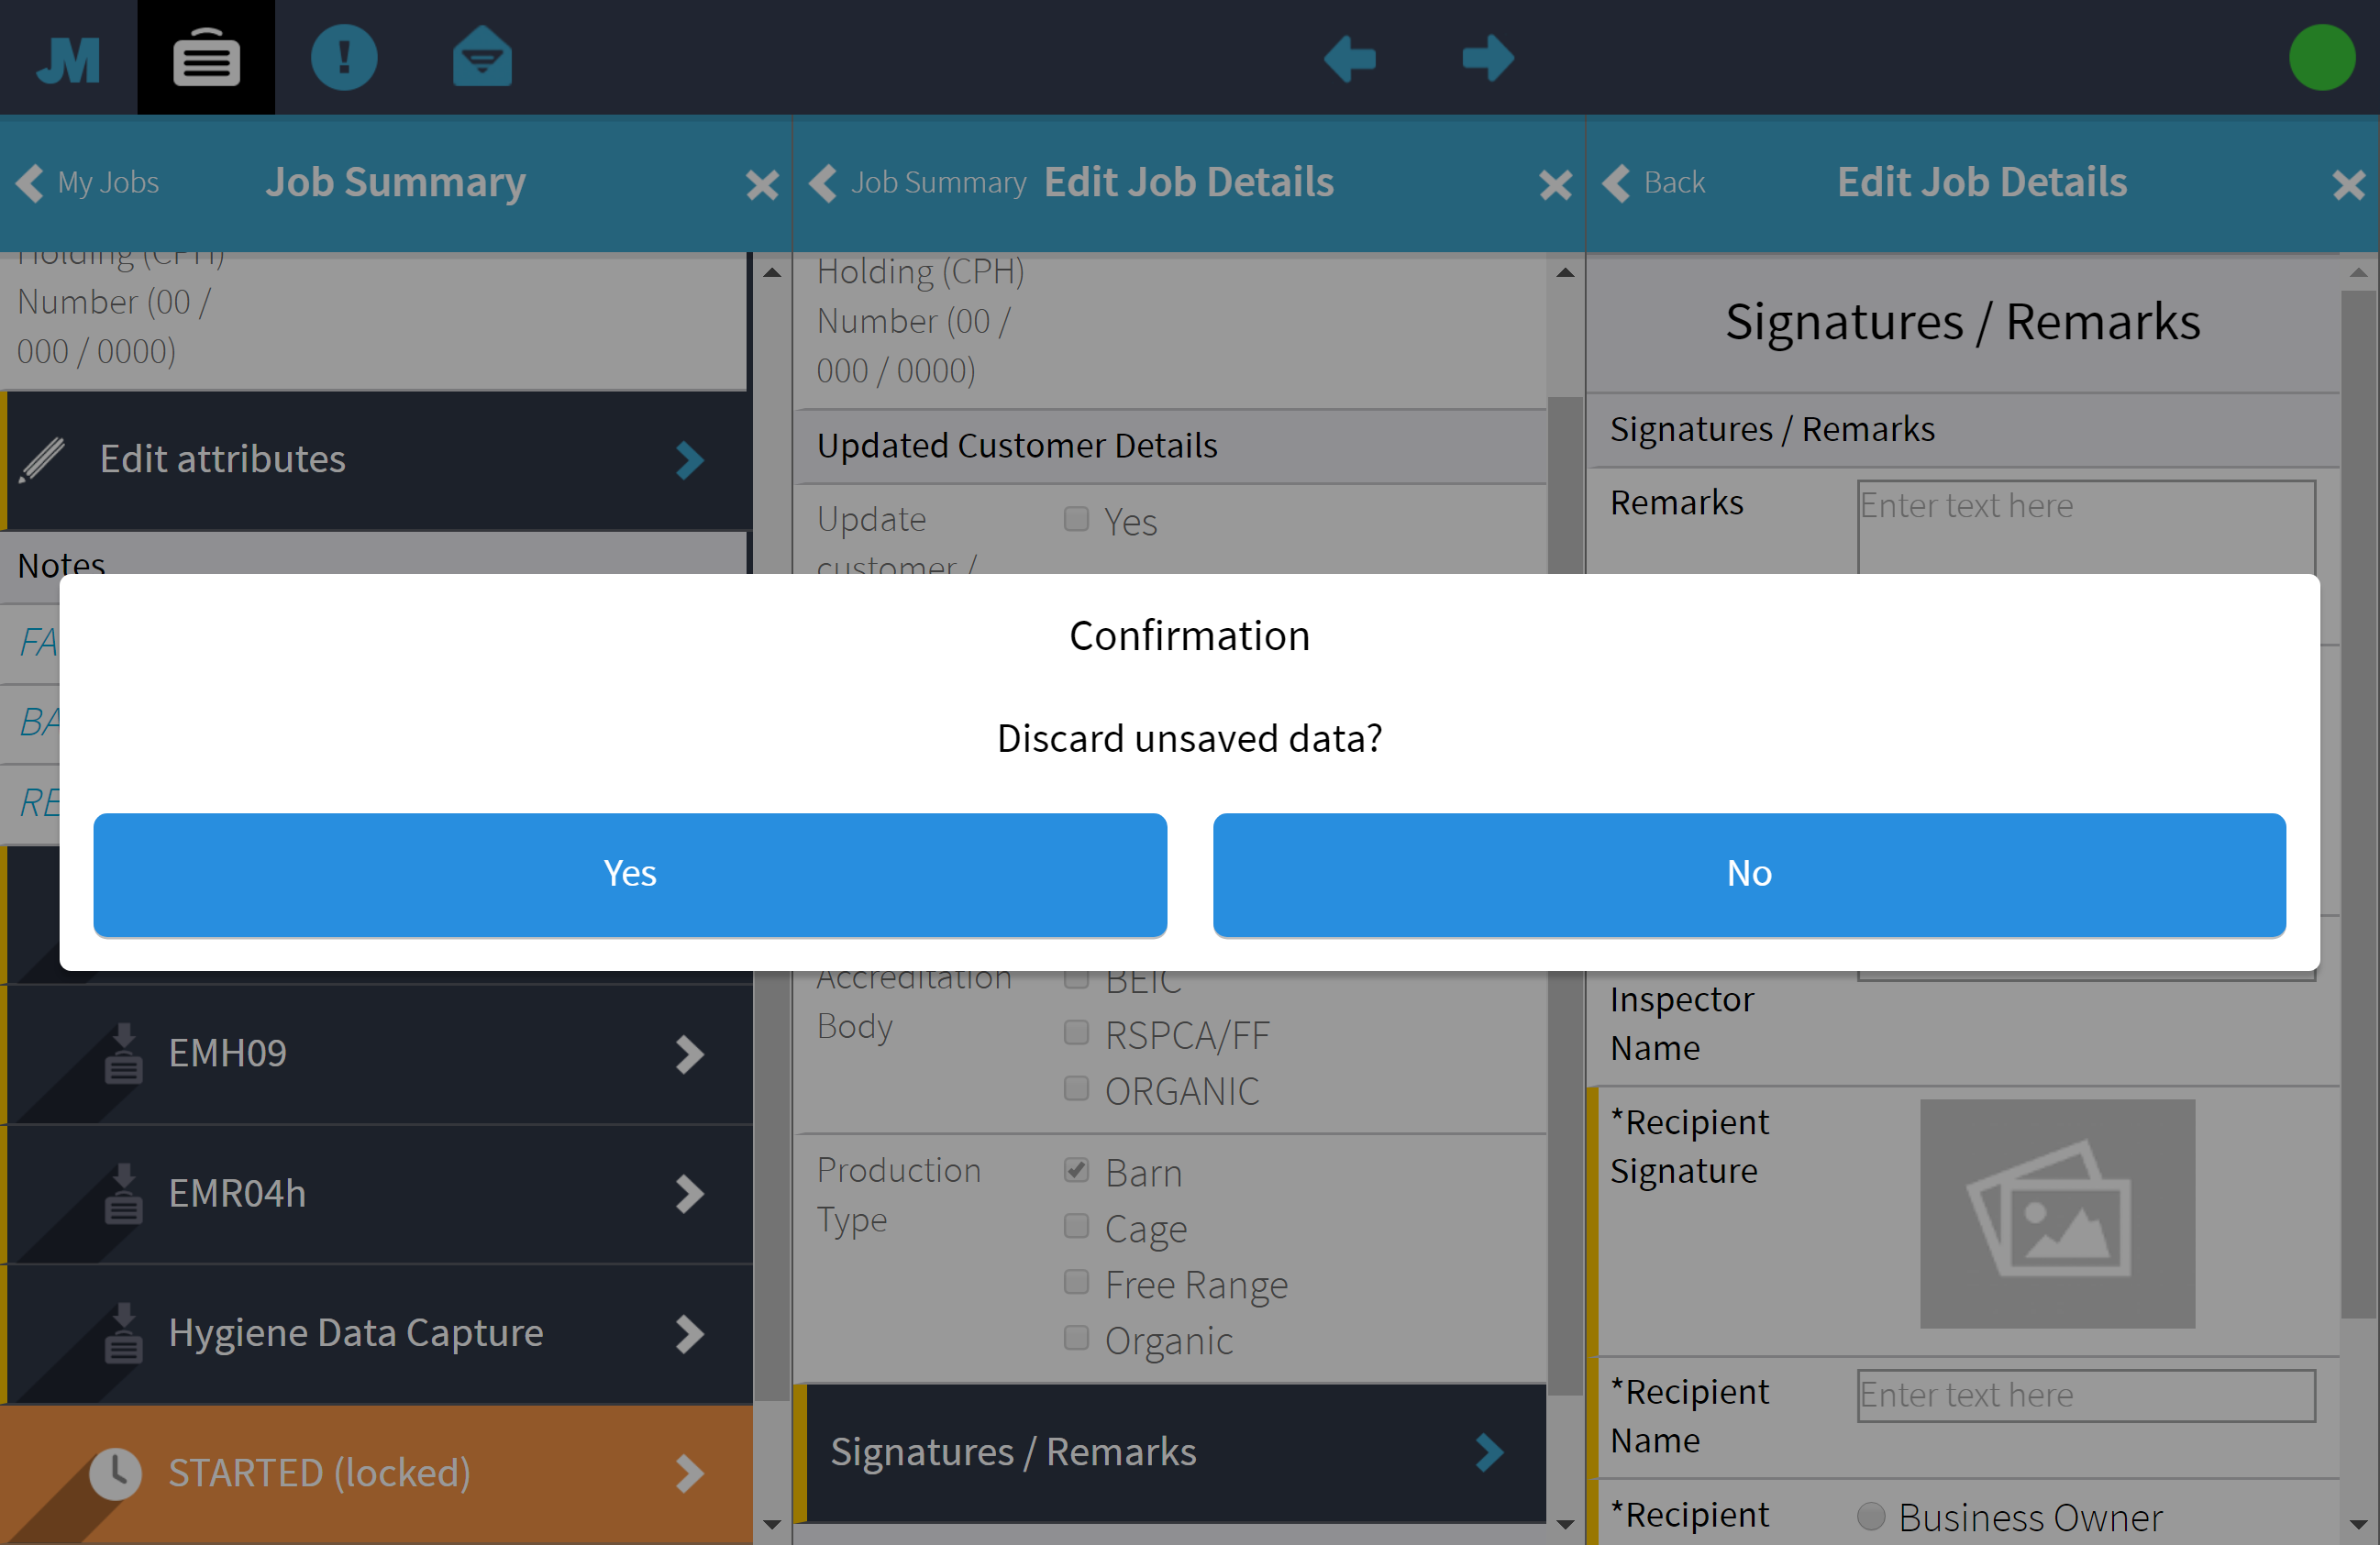 JM
My Jobs
Job Summary
Job Summary
Edit Job Details
Back
Edit Job Details
Holding (CPH)
Number (00 /
000 / 0000)
Edit attributes
Notes
FA
BA
RE
EMH09
EMR04h
Hygiene Data Capture
STARTED (locked)
Holding (CPH)
Number (00 /
000 / 0000)
Updated Customer Details
Update
customer /
Yes
Confirmation
Discard unsaved data?
Yes
No
Accreditation
Body
BEIC
RSPCA/FF
ORGANIC
Production
Type
Barn
Cage
Free Range
Organic
Signatures / Remarks
Signatures / Remarks
Signatures / Remarks
Remarks
Enter text here
Inspector
Name
*Recipient
Signature
*Recipient
Name
Enter text here
*Recipient
Business Owner